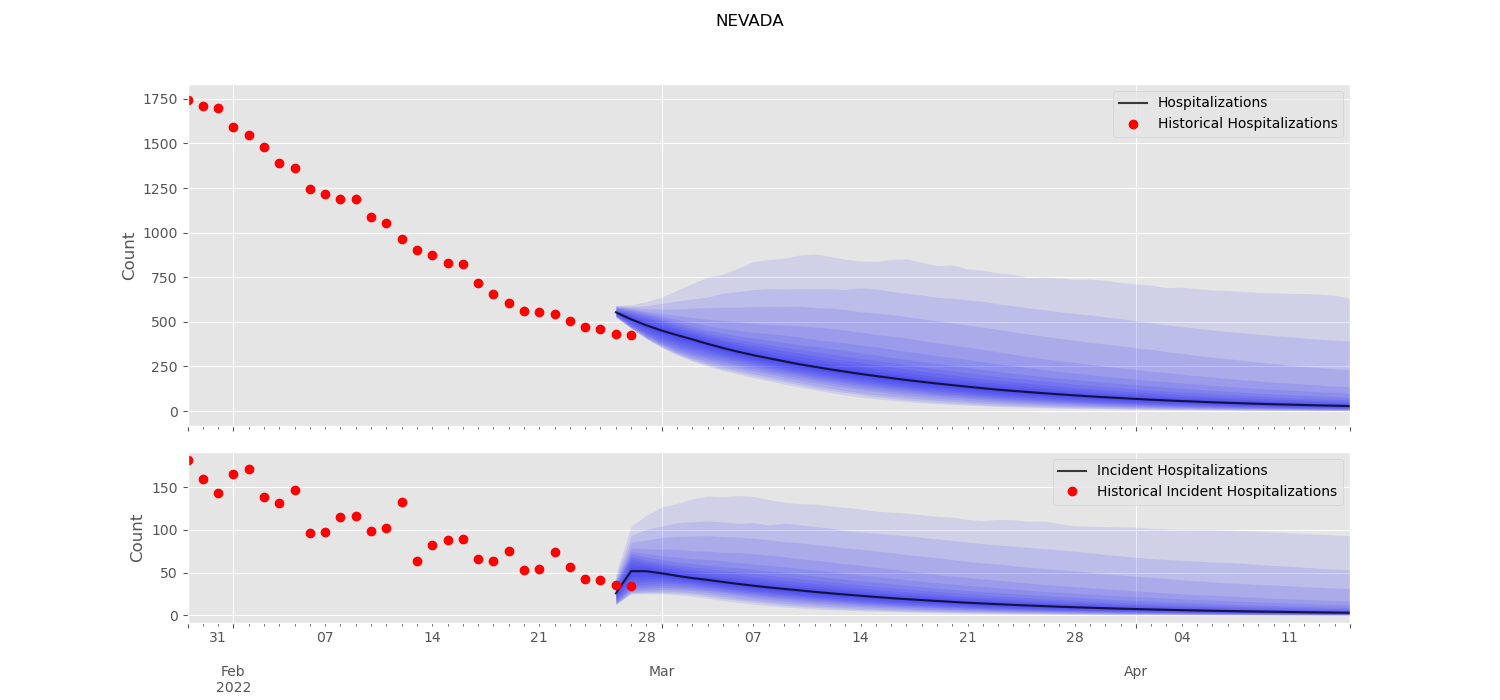 NEVADA
Hospitalizations
Historical Hospitalizations
1750
1500
1250
1000
750
500
250
0
Count
Incident Hospitalizations
Historical Incident Hospitalizations
150
100
50
0
Count
31 07 14 21 28 07 14 21 28 04 11
Feb Mar Apr
2022